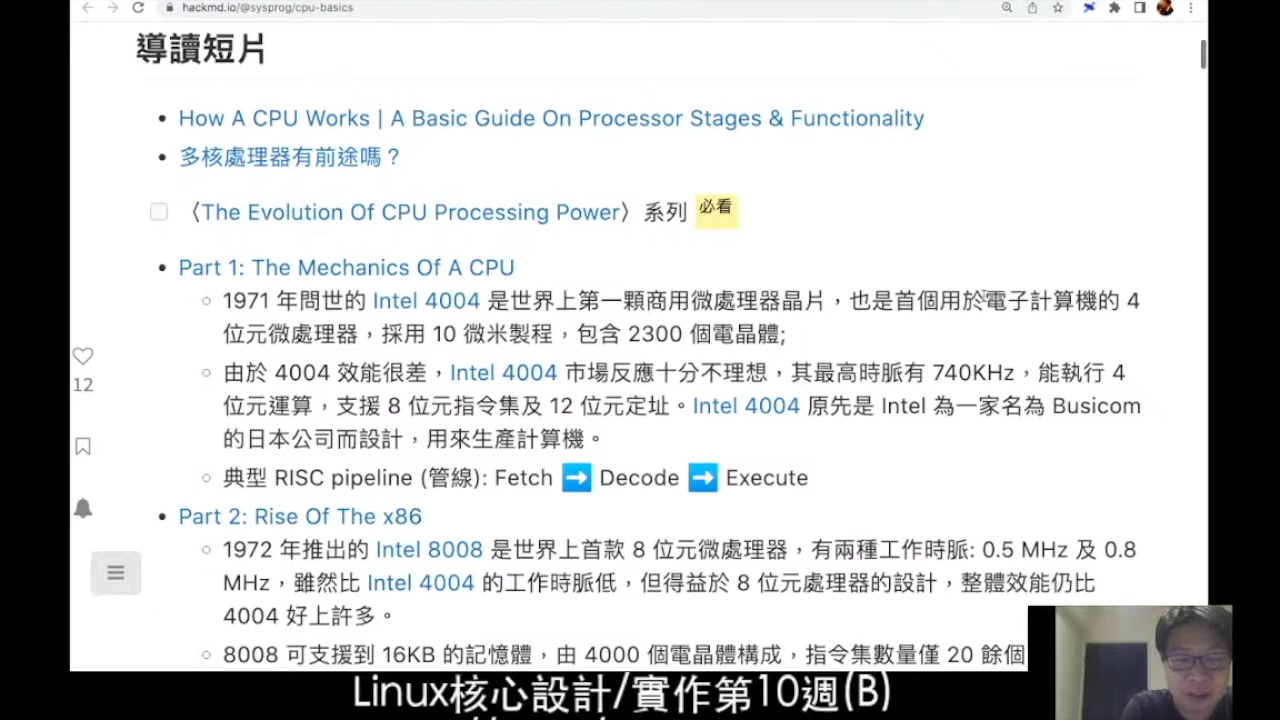 hackmd.io/@sysprog/cpu-basics
導讀短片
How A CPU Works | A Basic Guide On Processor Stages & Functionality
多核處理器有前途嗎？
〈The Evolution Of CPU Processing Power〉系列 必看
Part 1: The Mechanics Of A CPU
1971 年問世的 Intel 4004 是世界上第一顆商用微處理器晶片，也是首個用於電子計算機的 4
位元微處理器，採用 10 微米製程，包含 2300 個電晶體;
由於 4004 效能很差，Intel 4004 市場反應十分不理想，其最高時脈有 740KHz，能執行 4
位元運算，支援 8 位元指令集及 12 位元定址。Intel 4004 原先是 Intel 為一家名為 Busicom
的日本公司而設計，用來生產計算機。
典型 RISC pipeline (管線): Fetch ➡ Decode ➡ Execute
Part 2: Rise Of The x86
1972 年推出的 Intel 8008 是世界上首款 8 位元微處理器，有兩種工作時脈: 0.5 MHz 及 0.8
MHz，雖然比 Intel 4004 的工作時脈低，但得益於 8 位元處理器的設計，整體效能仍比
4004 好上許多。
8008 可支援到 16KB 的記憶體，由 4000 個電晶體構成，指令集數量僅 20 餘個
12
Linux核心設計/實作第10週(B)